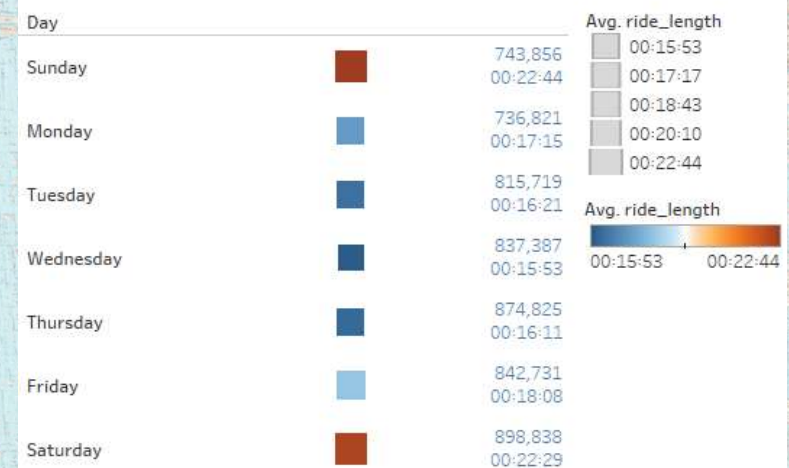 Day
Sunday
743,856
00:22:44
Monday
736,821
00:17:15
Tuesday
815,719
00:16:21
Wednesday
837,387
00:15:53
Thursday
874,825
00:16:11
Friday
842,731
00:18:08
Saturday
898,838
00:22:29
Avg. ride_length
00:15:53
00:17:17
00:18:43
00:20:10
00:22:44
Avg. ride_length
00:15:53 00:22:44